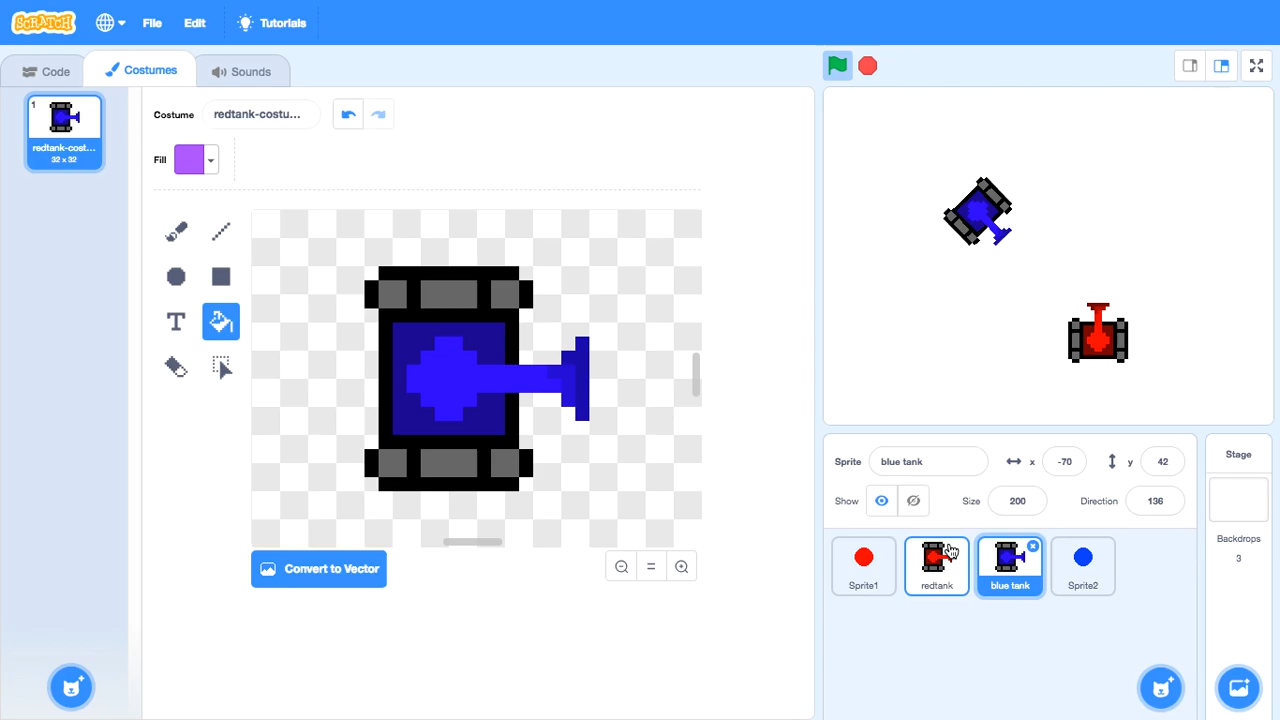 SCRATCH File Edit Tutorials
Code Costumes Sounds
1
redtank-cost...
32 x 32
Costume redtank-costu...
Fill
T
Convert to Vector
Sprite blue tank x -70 y 42
Show Size 200 Direction 136
Sprite1 redtank blue tank Sprite2
Stage
Backdrops
3